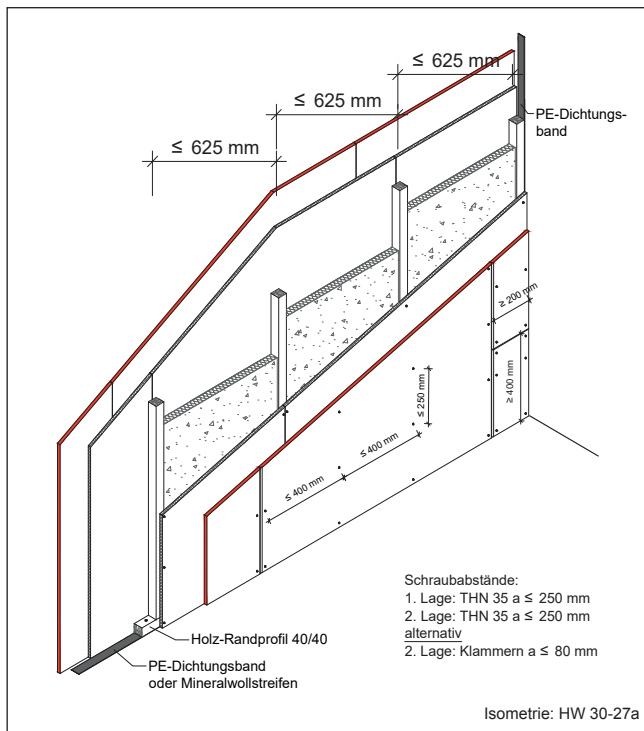 ≤ 625 mm
≤ 625 mm
≤ 625 mm
PE-Dichtungs-
band
≥ 200 mm
≥ 400 mm
≤ 250 mm
≤ 400 mm
≤ 400 mm
Schraubabstände:
1. Lage: THN 35 a ≤ 250 mm
2. Lage: THN 35 a ≤ 250 mm
alternativ
2. Lage: Klammern a ≤ 80 mm
Holz-Randprofil 40/40
PE-Dichtungsband
oder Mineralwollstreifen
Isometrie: HW 30-27a